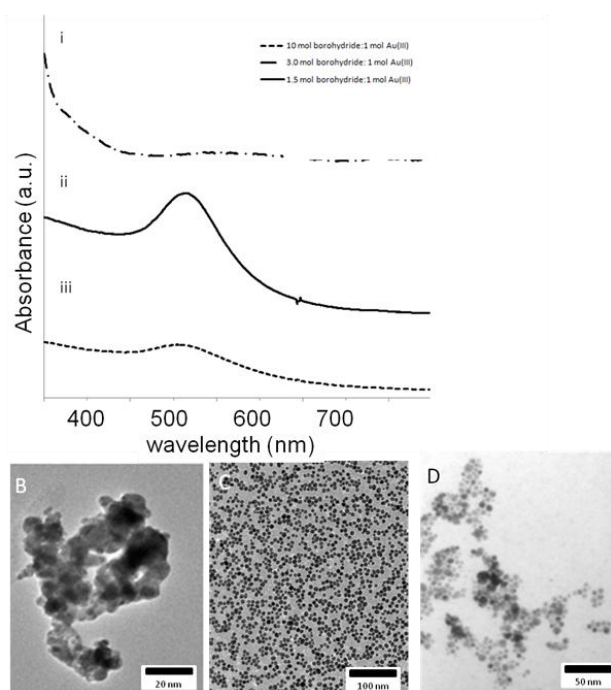 i
10 mol borohydride: 1 mol Au(III)
3.0 mol borohydride: 1 mol Au(III)
1.5 mol borohydride: 1 mol Au(III)
ii
iii
Absorbance (a.u.)
400 500 600 700
wavelength (nm)
B
C
D
20 nm
100 nm
50 nm